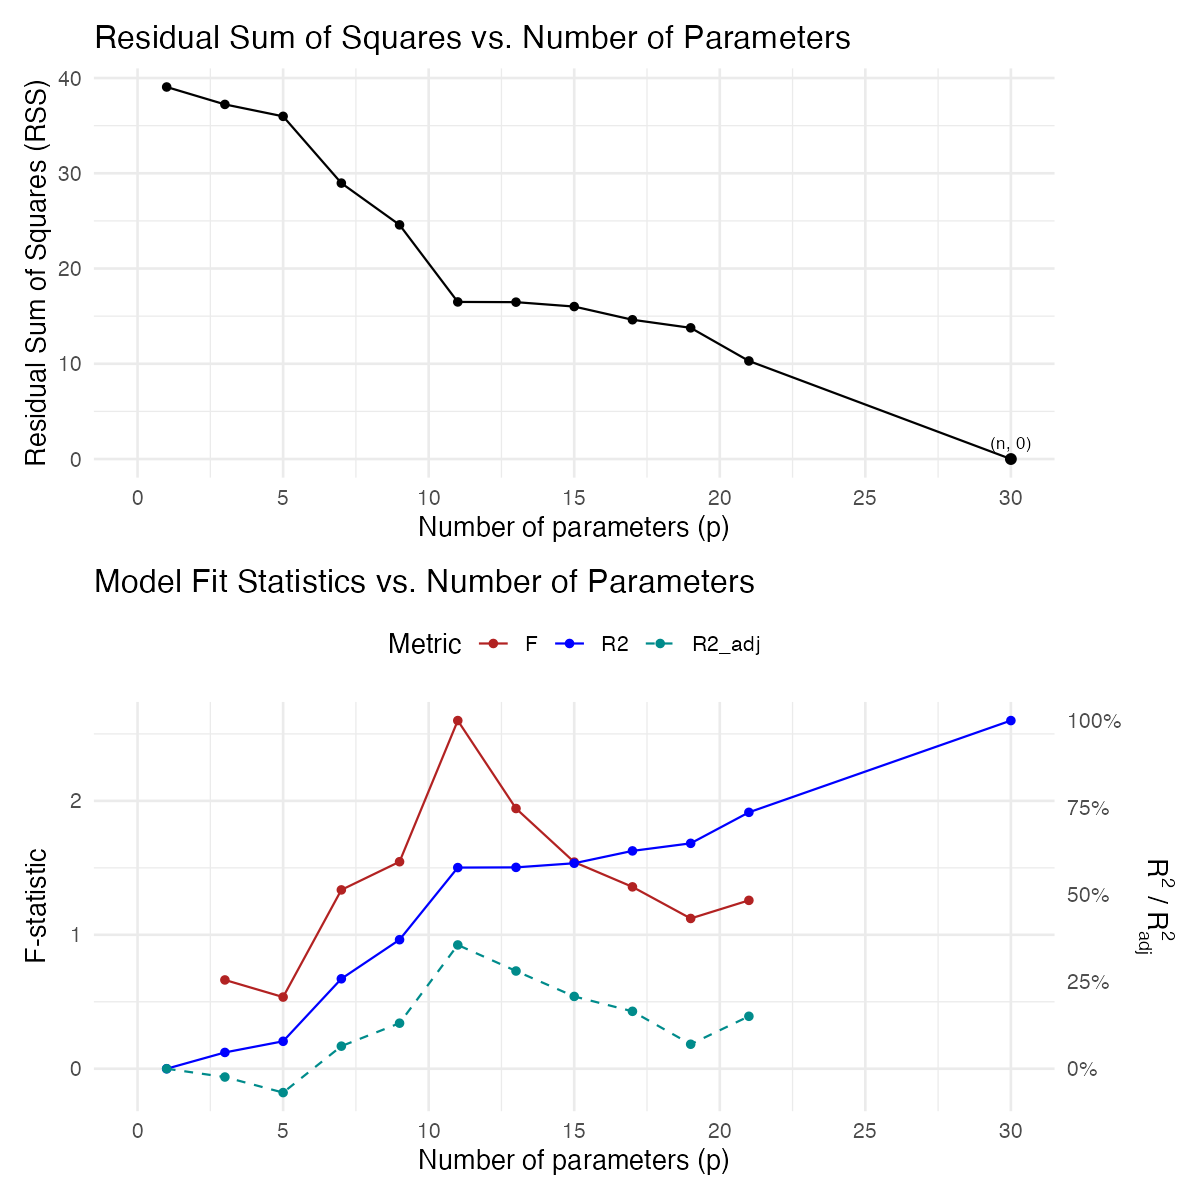 Residual Sum of Squares vs. Number of Parameters
Residual Sum of Squares (RSS)
40
30
20
10
0
(n, 0)
0 5 10 15 20 25 30
Number of parameters (p)
Model Fit Statistics vs. Number of Parameters
Metric F R2 R2_adj
F-statistic
2
1
0
100%
75%
50%
25%
0%
R² / R²adj
0 5 10 15 20 25 30
Number of parameters (p)